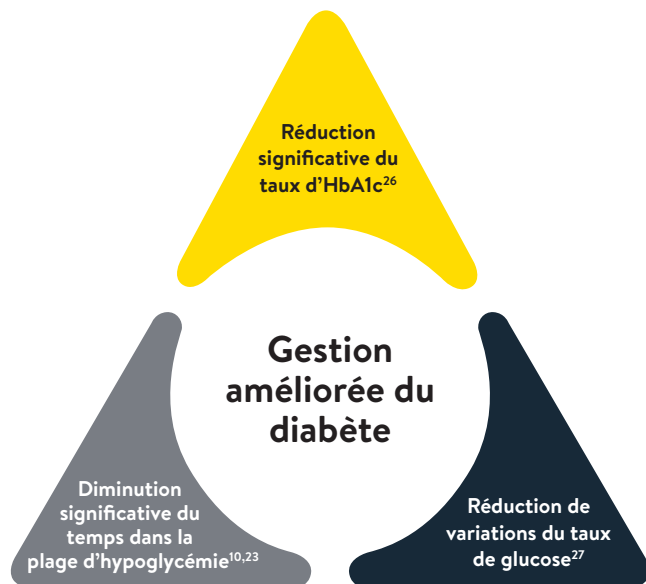 Réduction
significative du
taux d'HbA1c²⁶
Gestion
améliorée du
diabète
Diminution
significative du
temps dans la
plage d'hypoglycémie¹⁰,²³
Réduction de
variations du taux
de glucose²⁷